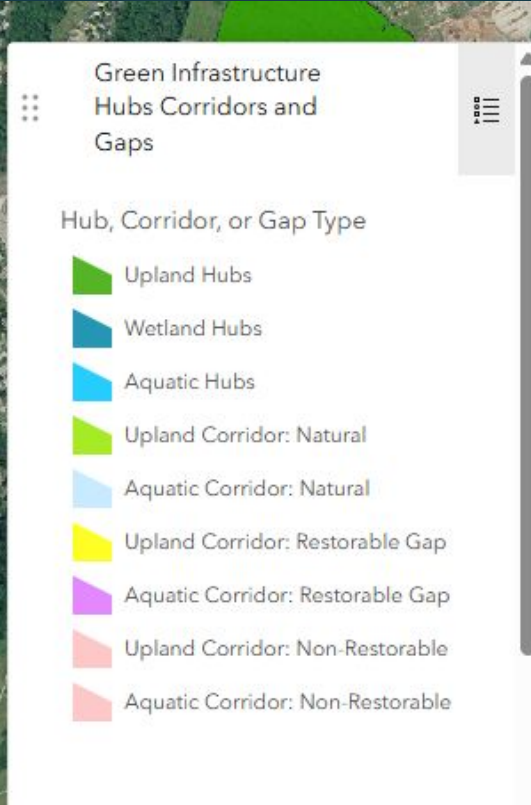 Green Infrastructure
Hubs Corridors and
Gaps
Hub, Corridor, or Gap Type
Upland Hubs
Wetland Hubs
Aquatic Hubs
Upland Corridor: Natural
Aquatic Corridor: Natural
Upland Corridor: Restorable Gap
Aquatic Corridor: Restorable Gap
Upland Corridor: Non-Restorable
Aquatic Corridor: Non-Restorable